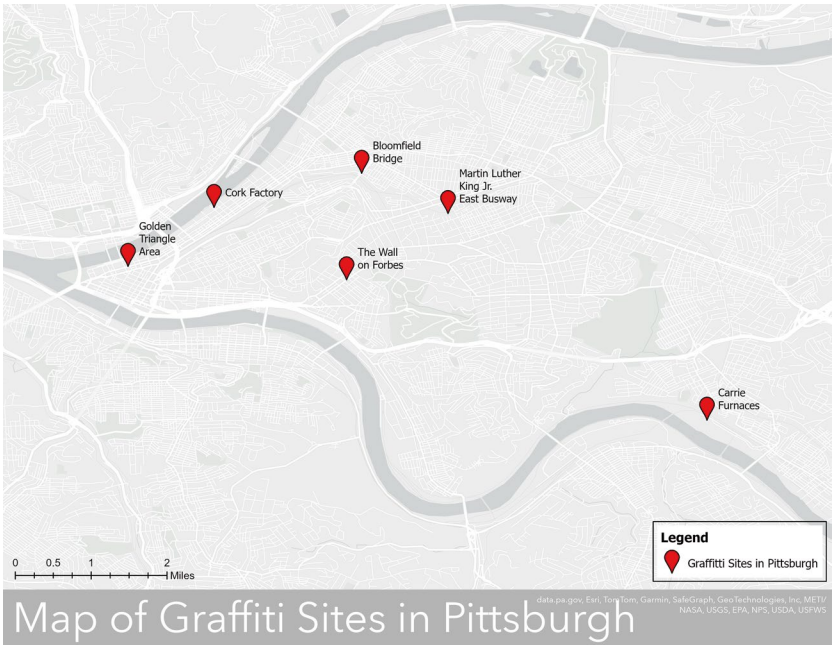 Bloomfield
Bridge
Martin Luther
King Jr.
East Busway
Cork Factory
Golden
Triangle
Area
The Wall
on Forbes
Carrie
Furnaces
Legend
Graffitti Sites in Pittsburgh
0 0.5 1 2
Miles
Map of Graffiti Sites in Pittsburgh
data.pa.gov, Esri, TomTom, Garmin, SafeGraph, GeoTechnologies, Inc, METI/
NASA, USGS, EPA, NPS, USDA, USFWS